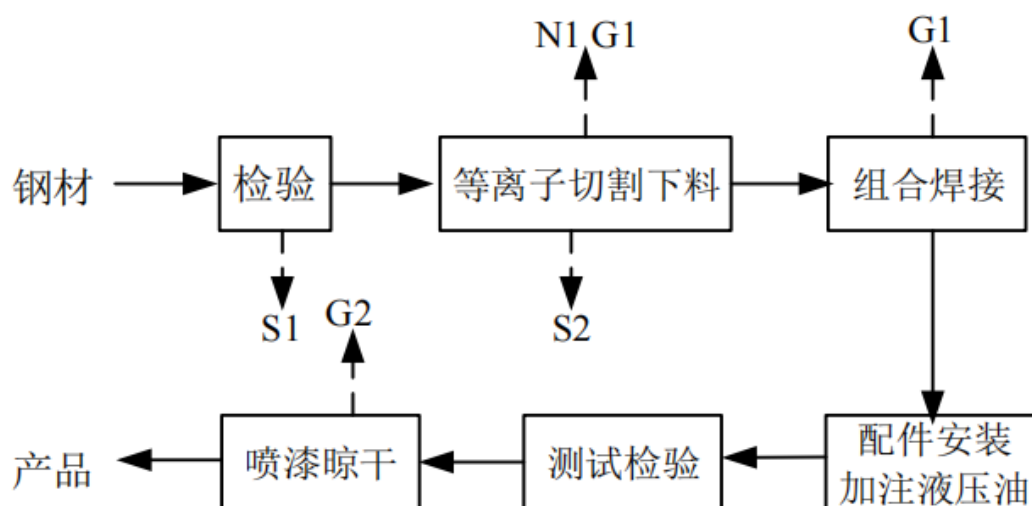 N1 G1
G1
钢材
检验
等离子切割下料
组合焊接
S1
G2
S2
产品
喷漆晾干
测试检验
配件安装
加注液压油